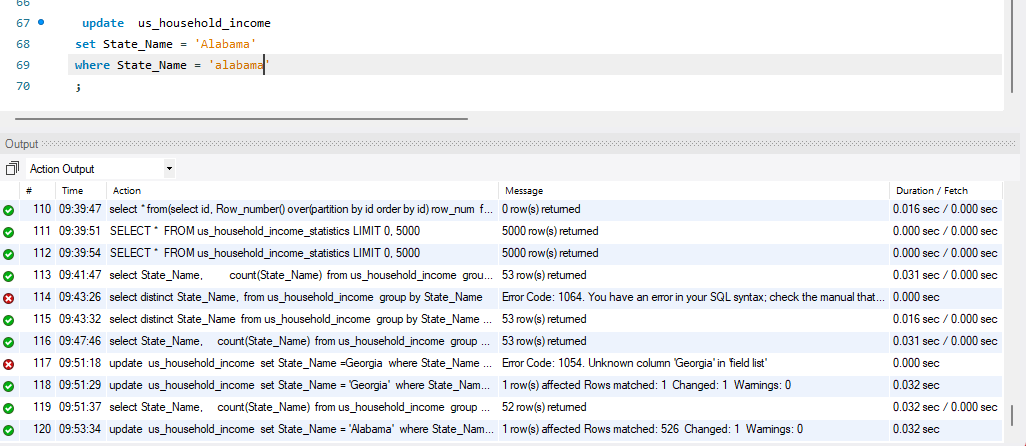 66
67 update us_household_income
68 set State_Name = 'Alabama'
69 where State_Name = 'alabama'
70 ;
Output
Action Output
# Time Action Message Duration / Fetch
110 09:39:47 select * from(select id, Row_number() over(partition by id order by id) row_num f... 0 row(s) returned 0.016 sec / 0.000 sec
111 09:39:51 SELECT * FROM us_household_income_statistics LIMIT 0, 5000 5000 row(s) returned 0.000 sec / 0.000 sec
112 09:39:54 SELECT * FROM us_household_income_statistics LIMIT 0, 5000 5000 row(s) returned 0.000 sec / 0.000 sec
113 09:41:47 select State_Name, count(State_Name) from us_household_income grou... 53 row(s) returned 0.031 sec / 0.000 sec
114 09:43:26 select distinct State_Name, from us_household_income group by State_Name Error Code: 1064. You have an error in your SQL syntax; check the manual that... 0.000 sec
115 09:43:32 select distinct State_Name from us_household_income group by State_Name ... 53 row(s) returned 0.016 sec / 0.000 sec
116 09:47:46 select State_Name, count(State_Name) from us_household_income group ... 53 row(s) returned 0.031 sec / 0.000 sec
117 09:51:18 update us_household_income set State_Name =Georgia where State_Name ... Error Code: 1054. Unknown column 'Georgia' in 'field list' 0.000 sec
118 09:51:29 update us_household_income set State_Name = 'Georgia' where State_Nam... 1 row(s) affected Rows matched: 1 Changed: 1 Warnings: 0 0.032 sec
119 09:51:37 select State_Name, count(State_Name) from us_household_income group ... 52 row(s) returned 0.032 sec / 0.000 sec
120 09:53:34 update us_household_income set State_Name = 'Alabama' where State_Nam... 1 row(s) affected Rows matched: 526 Changed: 1 Warnings: 0 0.032 sec